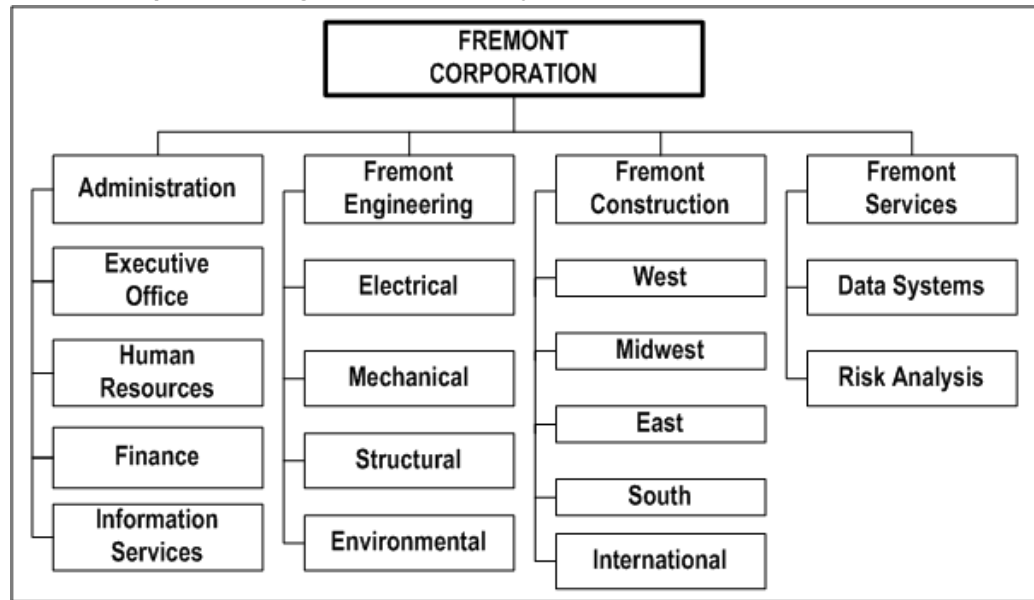 FREMONT
CORPORATION
Administration
Executive
Office
Human
Resources
Finance
Information
Services
Fremont
Engineering
Electrical
Mechanical
Structural
Environmental
Fremont
Construction
West
Midwest
East
South
International
Fremont
Services
Data Systems
Risk Analysis